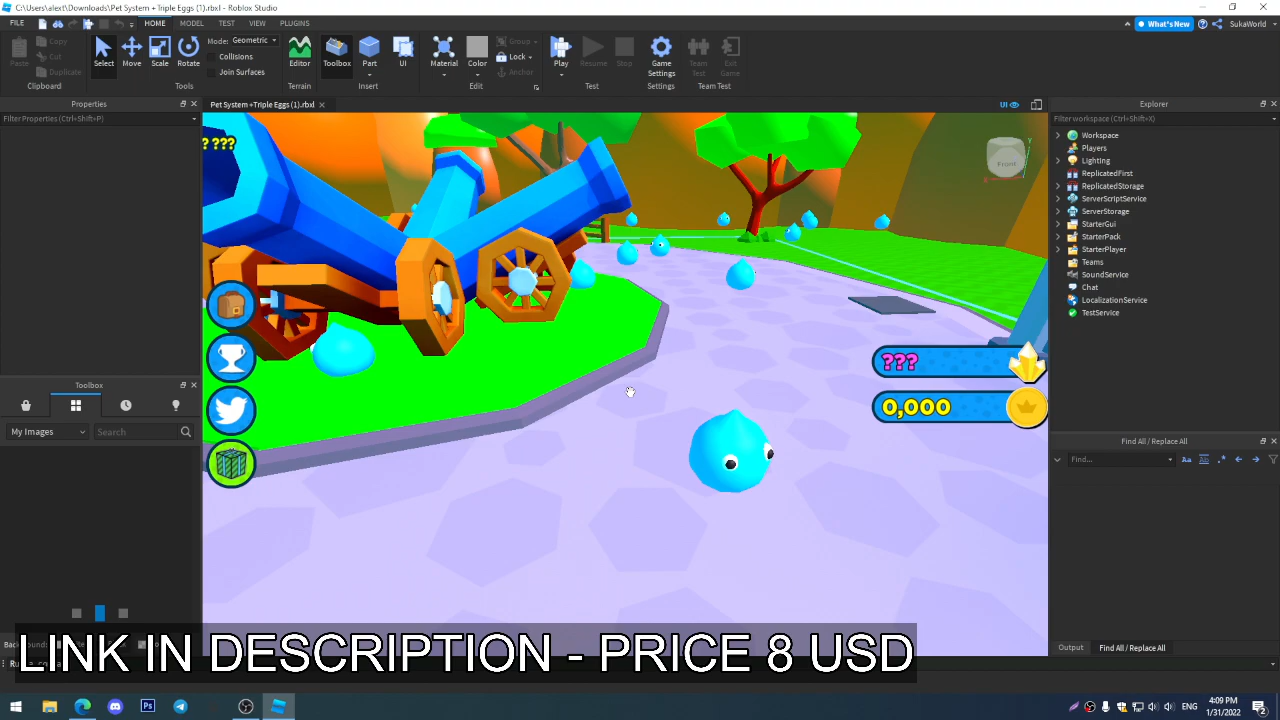 C:\Users\alext\Downloads\Pet System + Triple Eggs (1).rbxl - Roblox Studio
FILE HOME MODEL TEST VIEW PLUGINS What's New SukaWorld
Paste Copy Cut Duplicate
Clipboard
Select Move Scale Rotate
Mode: Geometric
Collisions
Join Surfaces
Tools
Editor
Terrain
Toolbox Part UI
Insert
Material Color
Group
Lock
Anchor
Edit
Play Resume Stop
Test
Game Settings
Settings
Team Test Exit Game
Team Test
Properties
Filter Properties (Ctrl+Shift+P)
Pet System +Triple Eggs (1).rbxl
UI
Explorer
Filter workspace (Ctrl+Shift+X)
Workspace
Players
Lighting
ReplicatedFirst
ReplicatedStorage
ServerScriptService
ServerStorage
StarterGui
StarterPack
StarterPlayer
Teams
SoundService
Chat
LocalizationService
TestService
? ???
Front
???
0,000
Toolbox
My Images
Search
Find All / Replace All
Find...
Output
Find All / Replace All
LINK IN DESCRIPTION - PRICE 8 USD
ENG
4:09 PM
1/31/2022
2